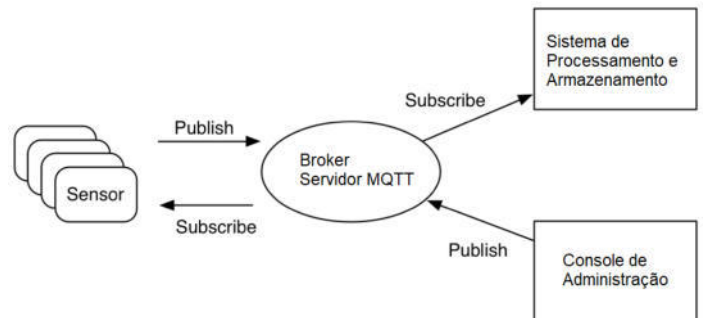 Sensor
Publish
Subscribe
Broker
Servidor MQTT
Subscribe
Sistema de
Processamento e
Armazenamento
Publish
Console de
Administração